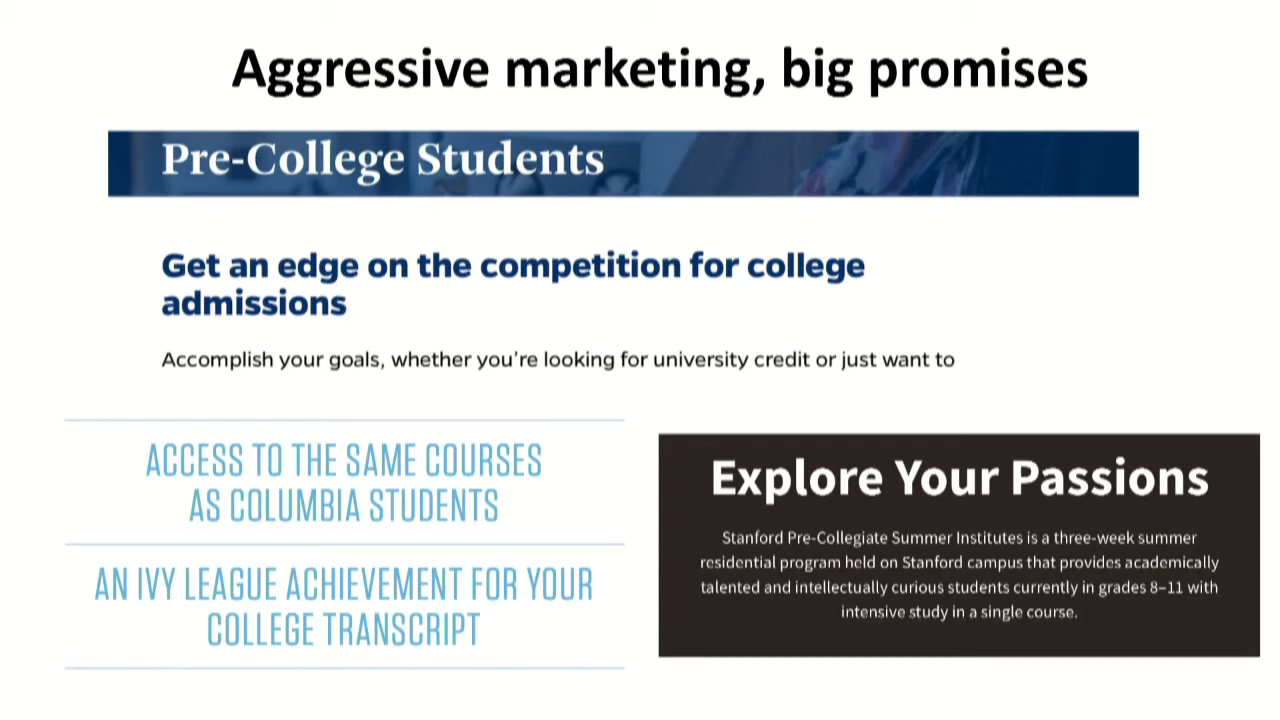 Aggressive marketing, big promises
Pre-College Students
Get an edge on the competition for college
admissions
Accomplish your goals, whether you're looking for university credit or just want to
ACCESS TO THE SAME COURSES
AS COLUMBIA STUDENTS
AN IVY LEAGUE ACHIEVEMENT FOR YOUR
COLLEGE TRANSCRIPT
Explore Your Passions
Stanford Pre-Collegiate Summer Institutes is a three-week summer
residential program held on Stanford campus that provides academically
talented and intellectually curious students currently in grades 8–11 with
intensive study in a single course.